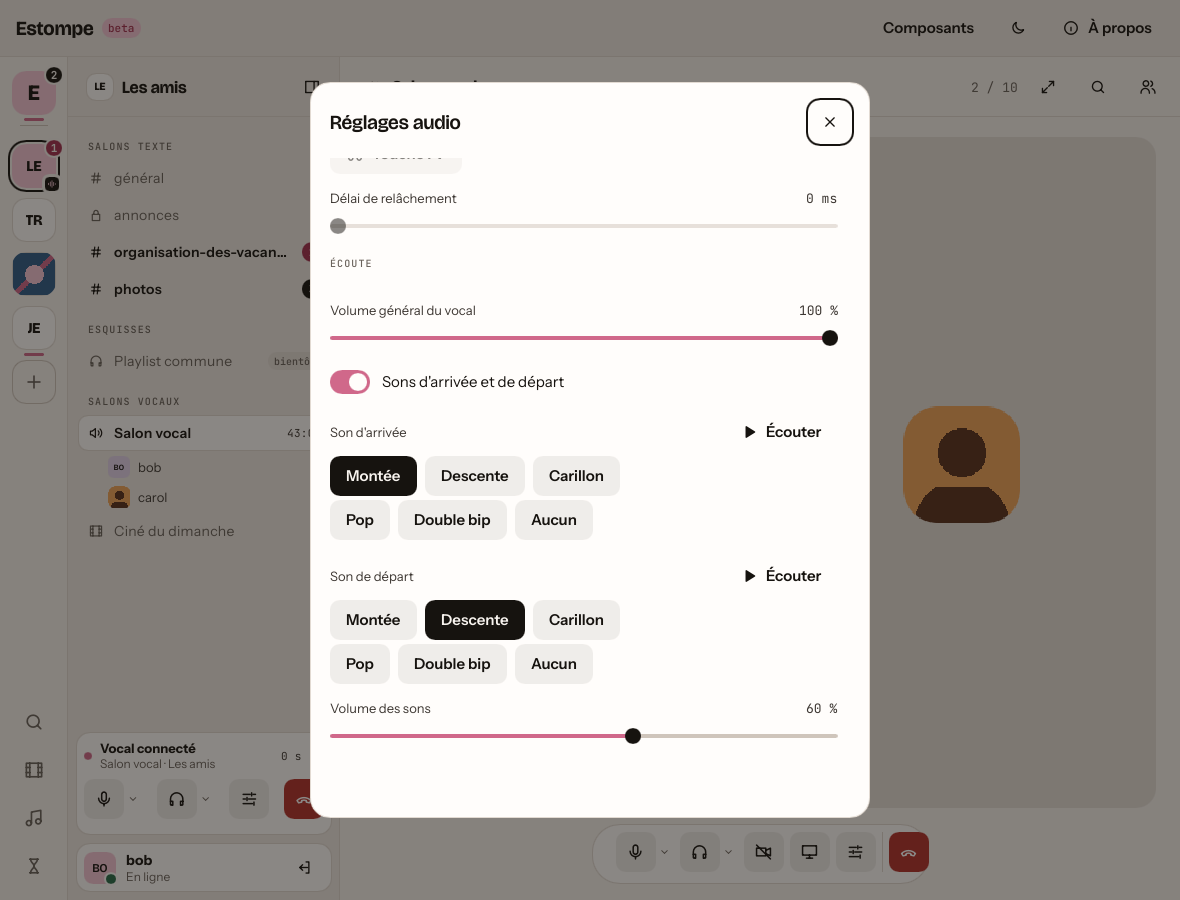 Estompe beta
Composants
À propos
E 2
LE Les amis
2 / 10
Réglages audio
SALONS TEXTE
LE 1
général
Délai de relâchement 0 ms
annonces
TR
organisation-des-vacan...
ÉCOUTE
photos
Volume général du vocal 100 %
JE
ESQUISSES
Playlist commune
Sons d'arrivée et de départ
SALONS VOCAUX
Salon vocal
Son d'arrivée Écouter
BO bob
Montée Descente Carillon
carol
Pop Double bip Aucun
Ciné du dimanche
Son de départ Écouter
Montée Descente Carillon
Pop Double bip Aucun
Volume des sons 60 %
Vocal connecté
Salon vocal · Les amis
0 s
BO bob
En ligne